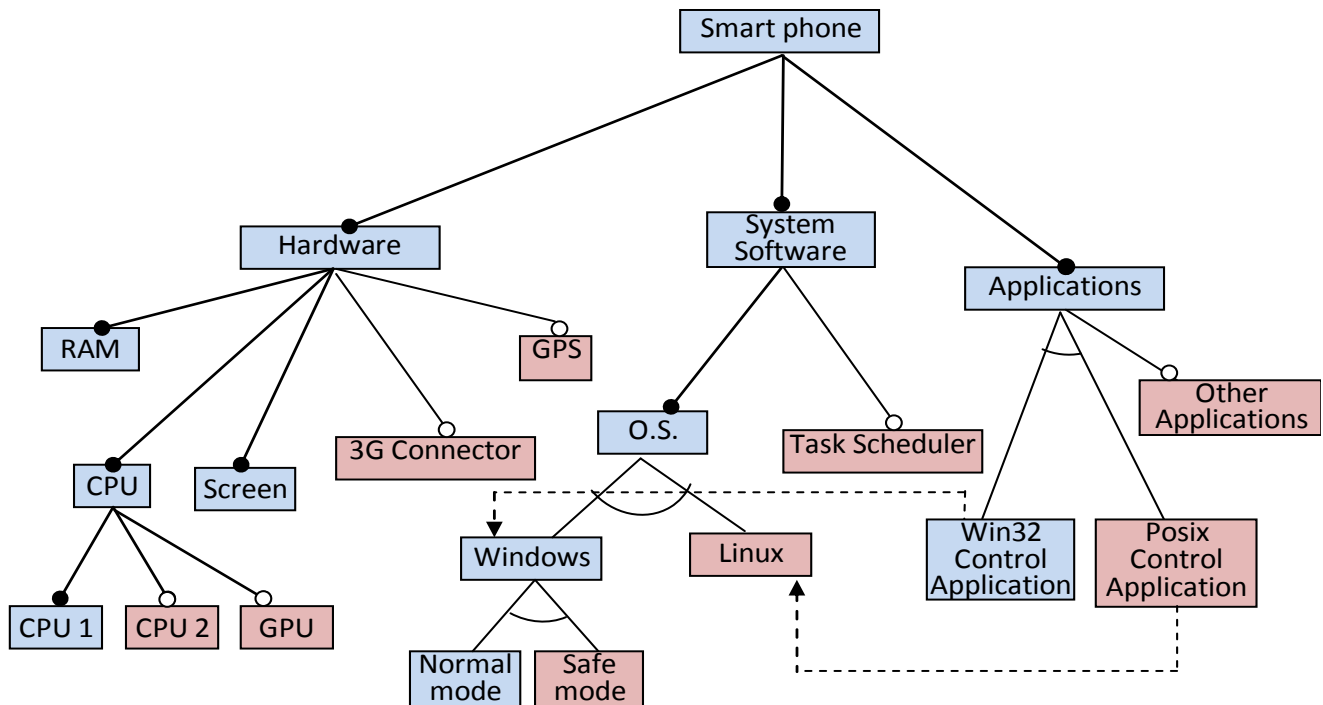 Smart phone
Hardware
System
Software
Applications
RAM
GPS
Other
Applications
3G Connector
O.S.
Task Scheduler
CPU
Screen
Windows
Linux
Win32
Control
Application
Posix
Control
Application
CPU 1
CPU 2
GPU
Normal
mode
Safe
mode